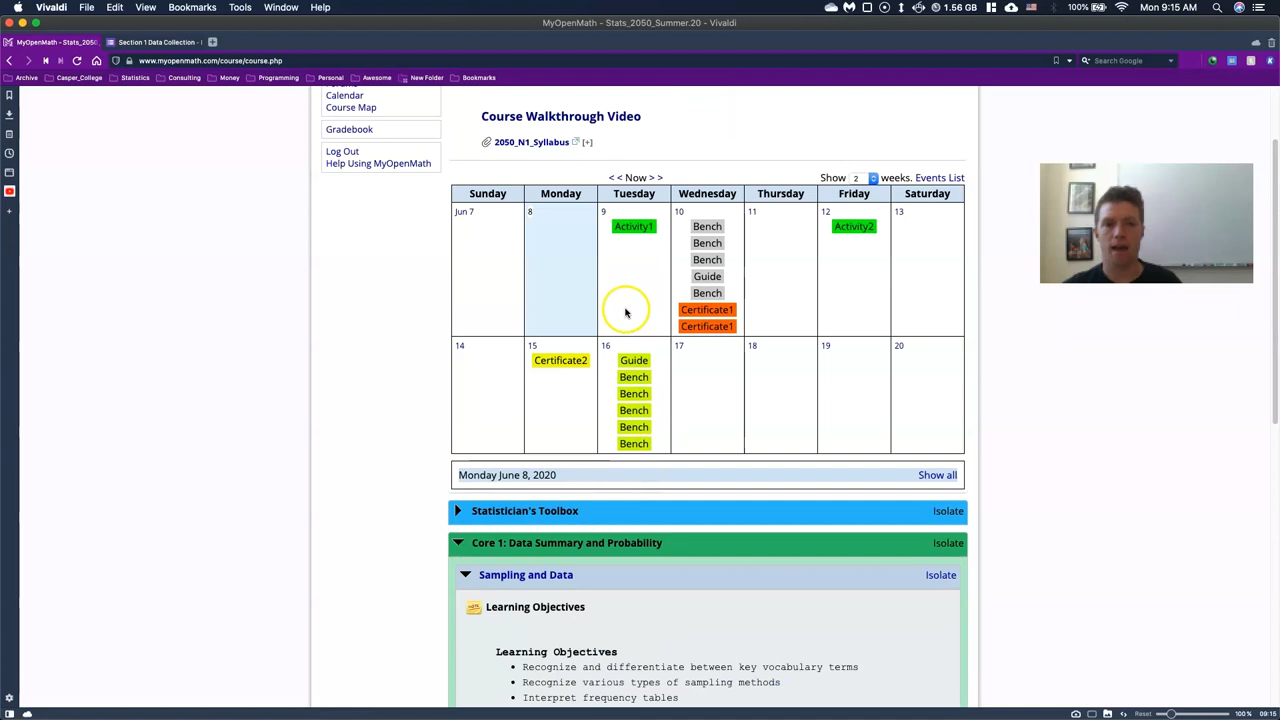 Vivaldi File Edit View Bookmarks Tools Window Help 1.56 GB 100% Mon 9:15 AM
MyOpenMath - Stats_2050_Summer.20 - Vivaldi
MyOpenMath - Stats_2050 Section 1 Data Collection -
www.myopenmath.com/course/course.php Search Google
Archive Casper_College Statistics Consulting Money Programming Personal Awesome New Folder Bookmarks
Calendar
Course Map
Gradebook
Log Out
Help Using MyOpenMath
Course Walkthrough Video
2050_N1_Syllabus [+]
< < Now > > Show 2 weeks. Events List
Sunday Monday Tuesday Wednesday Thursday Friday Saturday
Jun 7 8 9 10 11 12 13
Activity1 Bench Activity2
Bench
Bench
Guide
Bench
Certificate1
Certificate1
14 15 16 17 18 19 20
Certificate2 Guide
Bench
Bench
Bench
Bench
Bench
Monday June 8, 2020 Show all
Statistician's Toolbox Isolate
Core 1: Data Summary and Probability Isolate
Sampling and Data Isolate
Learning Objectives
Learning Objectives
• Recognize and differentiate between key vocabulary terms
• Recognize various types of sampling methods
• Interpret frequency tables
Reset 100 % 09:15